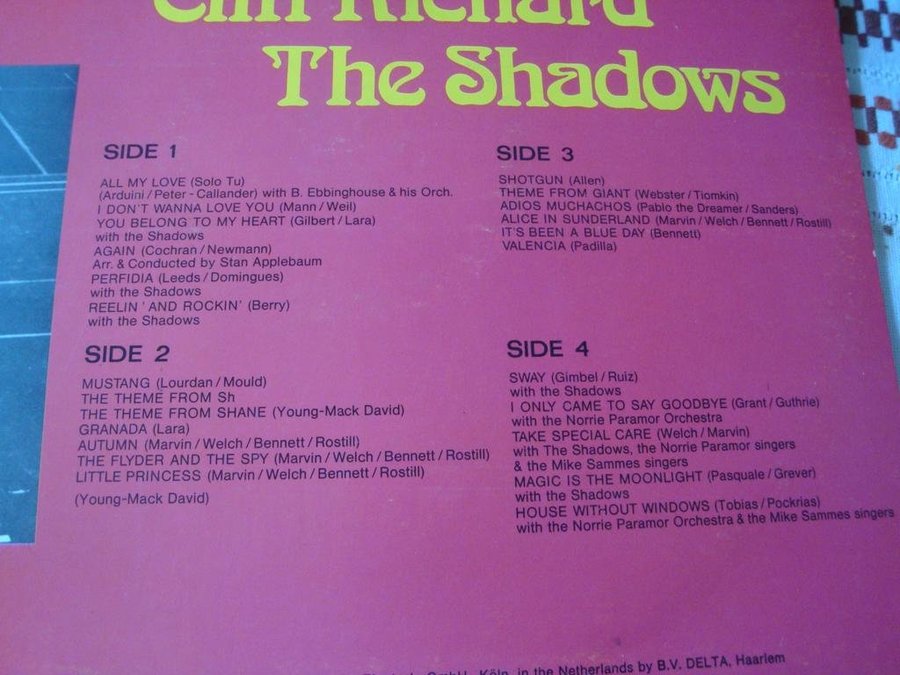 Cliff Richard
The Shadows
SIDE 1
ALL MY LOVE (Solo Tu)
(Arduini/Peter-Callander) with B. Ebbinghouse & his Orch.
I DON'T WANNA LOVE YOU (Mann/Weil)
YOU BELONG TO MY HEART (Gilbert/Lara)
with the Shadows
AGAIN (Cochran/Newmann)
Arr. & Conducted by Stan Applebaum
PERFIDIA (Leeds/Domingues)
with the Shadows
REELIN' AND ROCKIN' (Berry)
with the Shadows
SIDE 2
MUSTANG (Lourdan/Mould)
THE THEME FROM Sh
THE THEME FROM SHANE (Young-Mack David)
GRANADA (Lara)
AUTUMN (Marvin/Welch/Bennett/Rostill)
THE FLYDER AND THE SPY (Marvin/Welch/Bennett/Rostill)
LITTLE PRINCESS (Marvin/Welch/Bennett/Rostill)
(Young-Mack David)
SIDE 3
SHOTGUN (Allen)
THEME FROM GIANT (Webster/Tiomkin)
ADIOS MUCHACHOS (Pablo the Dreamer/Sanders)
ALICE IN SUNDERLAND (Marvin/Welch/Bennett/Rostill)
IT'S BEEN A BLUE DAY (Bennett)
VALENCIA (Padilla)
SIDE 4
SWAY (Gimbel/Ruiz)
with the Shadows
I ONLY CAME TO SAY GOODBYE (Grant/Guthrie)
with the Norrie Paramor Orchestra
TAKE SPECIAL CARE (Welch/Marvin)
with The Shadows, the Norrie Paramor singers
& the Mike Sammes singers
MAGIC IS THE MOONLIGHT (Pasquale/Grever)
with the Shadows
HOUSE WITHOUT WINDOWS (Tobias/Pockrias)
with the Norrie Paramor Orchestra & the Mike Sammes singers
GmbH, Köln, in the Netherlands by B.V. DELTA, Haarlem